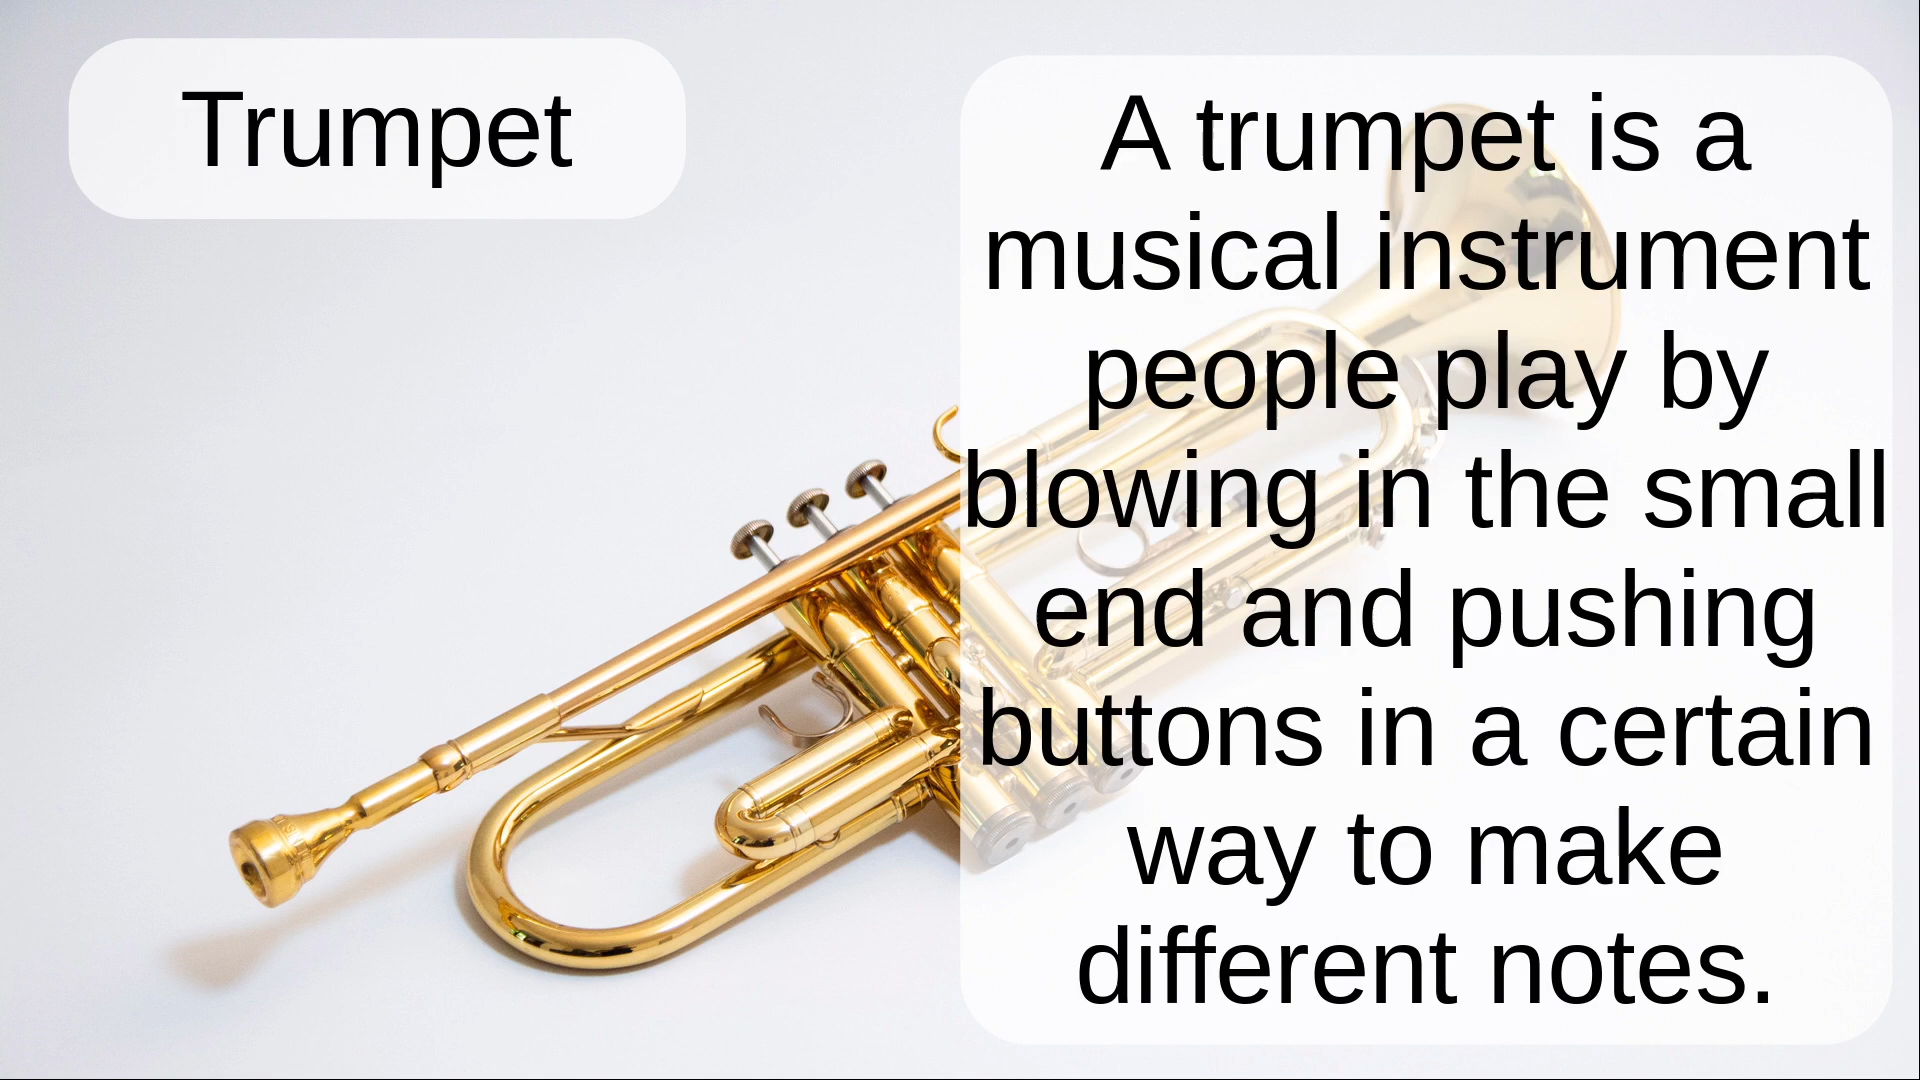 Trumpet
A trumpet is a
musical instrument
people play by
blowing in the small
end and pushing
buttons in a certain
way to make
different notes.